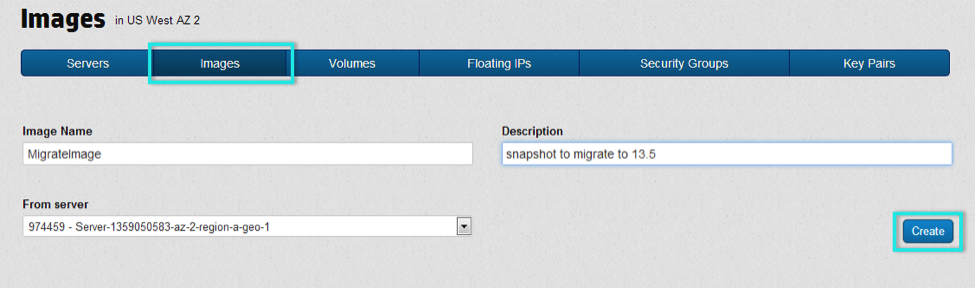 Images in US West AZ 2
Servers Images Volumes Floating IPs Security Groups Key Pairs
Image Name Description
MigrateImage snapshot to migrate to 13.5
From server
974459 - Server-1359050583-az-2-region-a-geo-1
Create